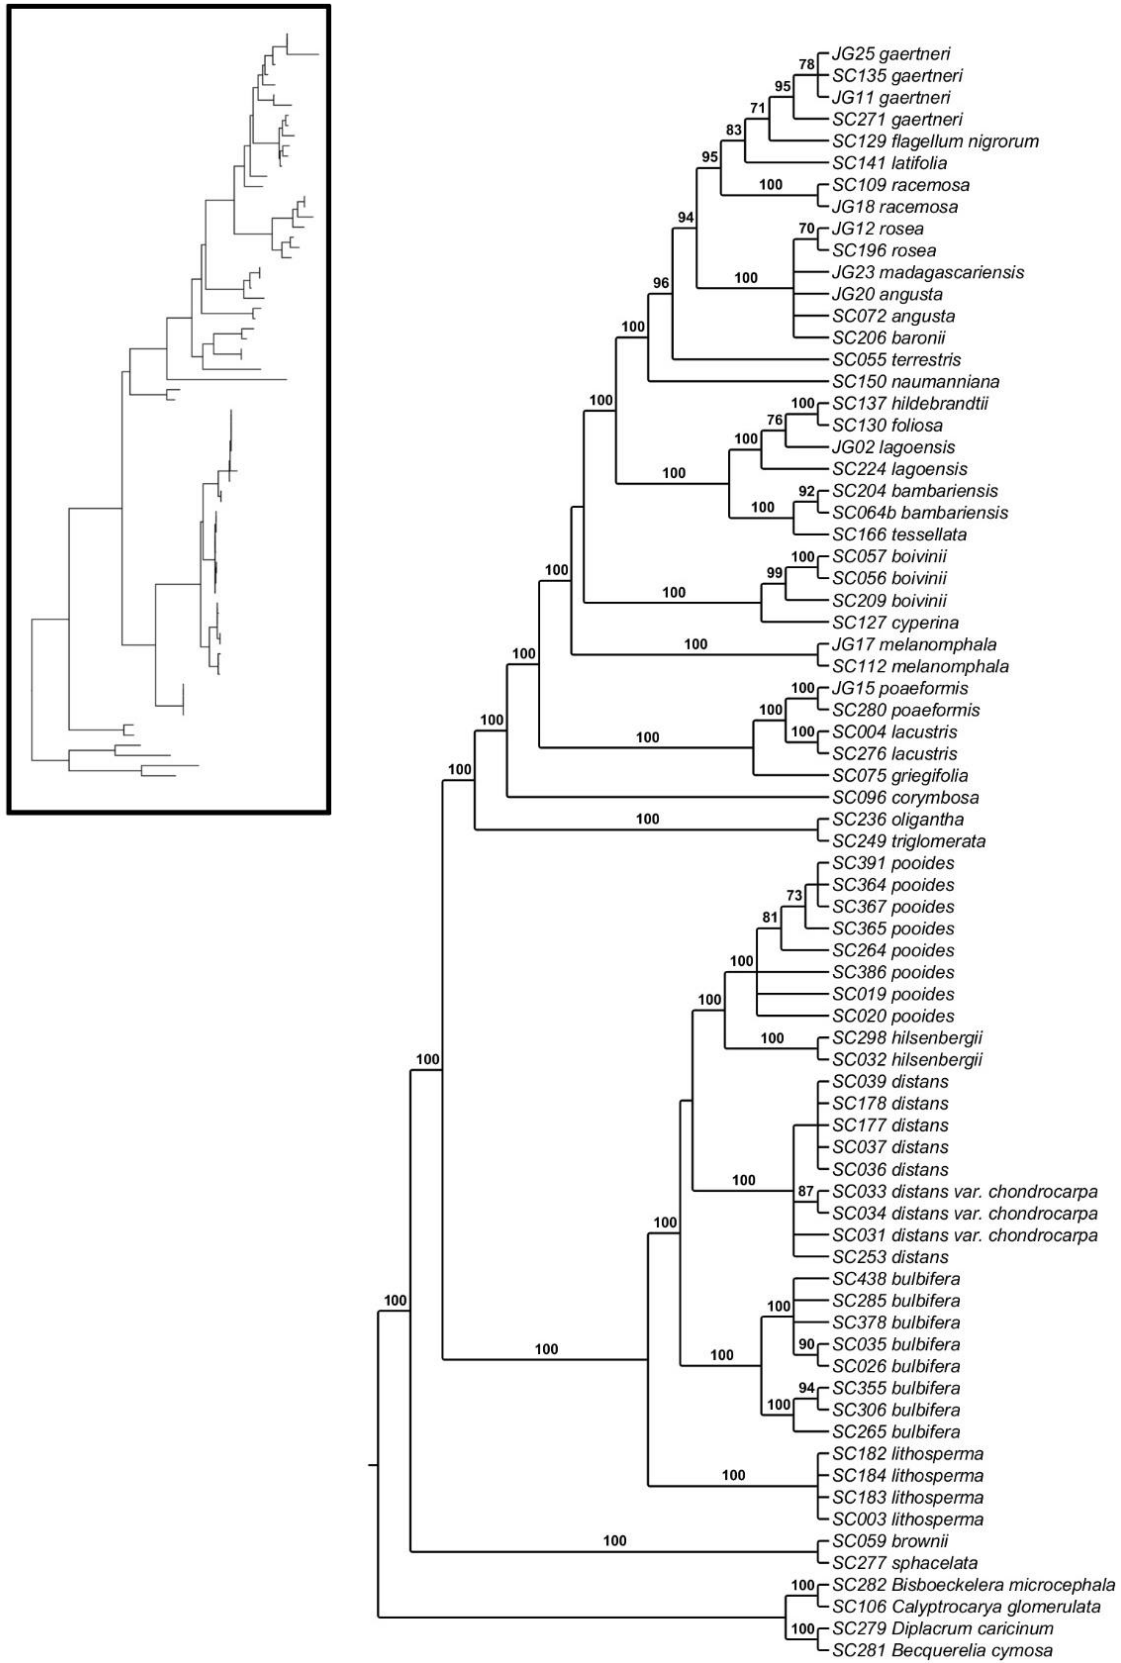 JG25 gaertneri
78
SC135 gaertneri
95
JG11 gaertneri
71
SC271 gaertneri
83
SC129 flagellum nigrorum
95
SC141 latifolia
100
SC109 racemosa
JG18 racemosa
94
70
JG12 rosea
SC196 rosea
JG23 madagascariensis
96
100
JG20 angusta
SC072 angusta
100
SC206 baronii
SC055 terrestris
SC150 naumanniana
100
100
SC137 hildebrandtii
76
SC130 foliosa
100
JG02 lagoensis
100
SC224 lagoensis
92
SC204 bambariensis
100
SC064b bambariensis
SC166 tessellata
100
SC057 boivinii
100
99
SC056 boivinii
100
SC209 boivinii
SC127 cyperina
100
JG17 melanomphala
100
SC112 melanomphala
100
JG15 poaeformis
100
100
SC280 poaeformis
100
100
SC004 lacustris
SC276 lacustris
100
SC075 griegifolia
SC096 corymbosa
100
SC236 oligantha
SC249 triglomerata
SC391 pooides
SC364 pooides
73
SC367 pooides
81
SC365 pooides
SC264 pooides
100
SC386 pooides
100
SC019 pooides
SC020 pooides
100
SC298 hilsenbergii
100
SC032 hilsenbergii
SC039 distans
SC178 distans
SC177 distans
SC037 distans
SC036 distans
100
87
SC033 distans var. chondrocarpa
SC034 distans var. chondrocarpa
100
SC031 distans var. chondrocarpa
SC253 distans
SC438 bulbifera
100
100
SC285 bulbifera
SC378 bulbifera
100
100
90
SC035 bulbifera
SC026 bulbifera
94
SC355 bulbifera
100
SC306 bulbifera
SC265 bulbifera
SC182 lithosperma
100
SC184 lithosperma
SC183 lithosperma
SC003 lithosperma
100
SC059 brownii
SC277 sphacelata
100
SC282 Bisboeckelera microcephala
SC106 Calyptrocarya glomerulata
100
SC279 Diplacrum caricinum
SC281 Becquerelia cymosa